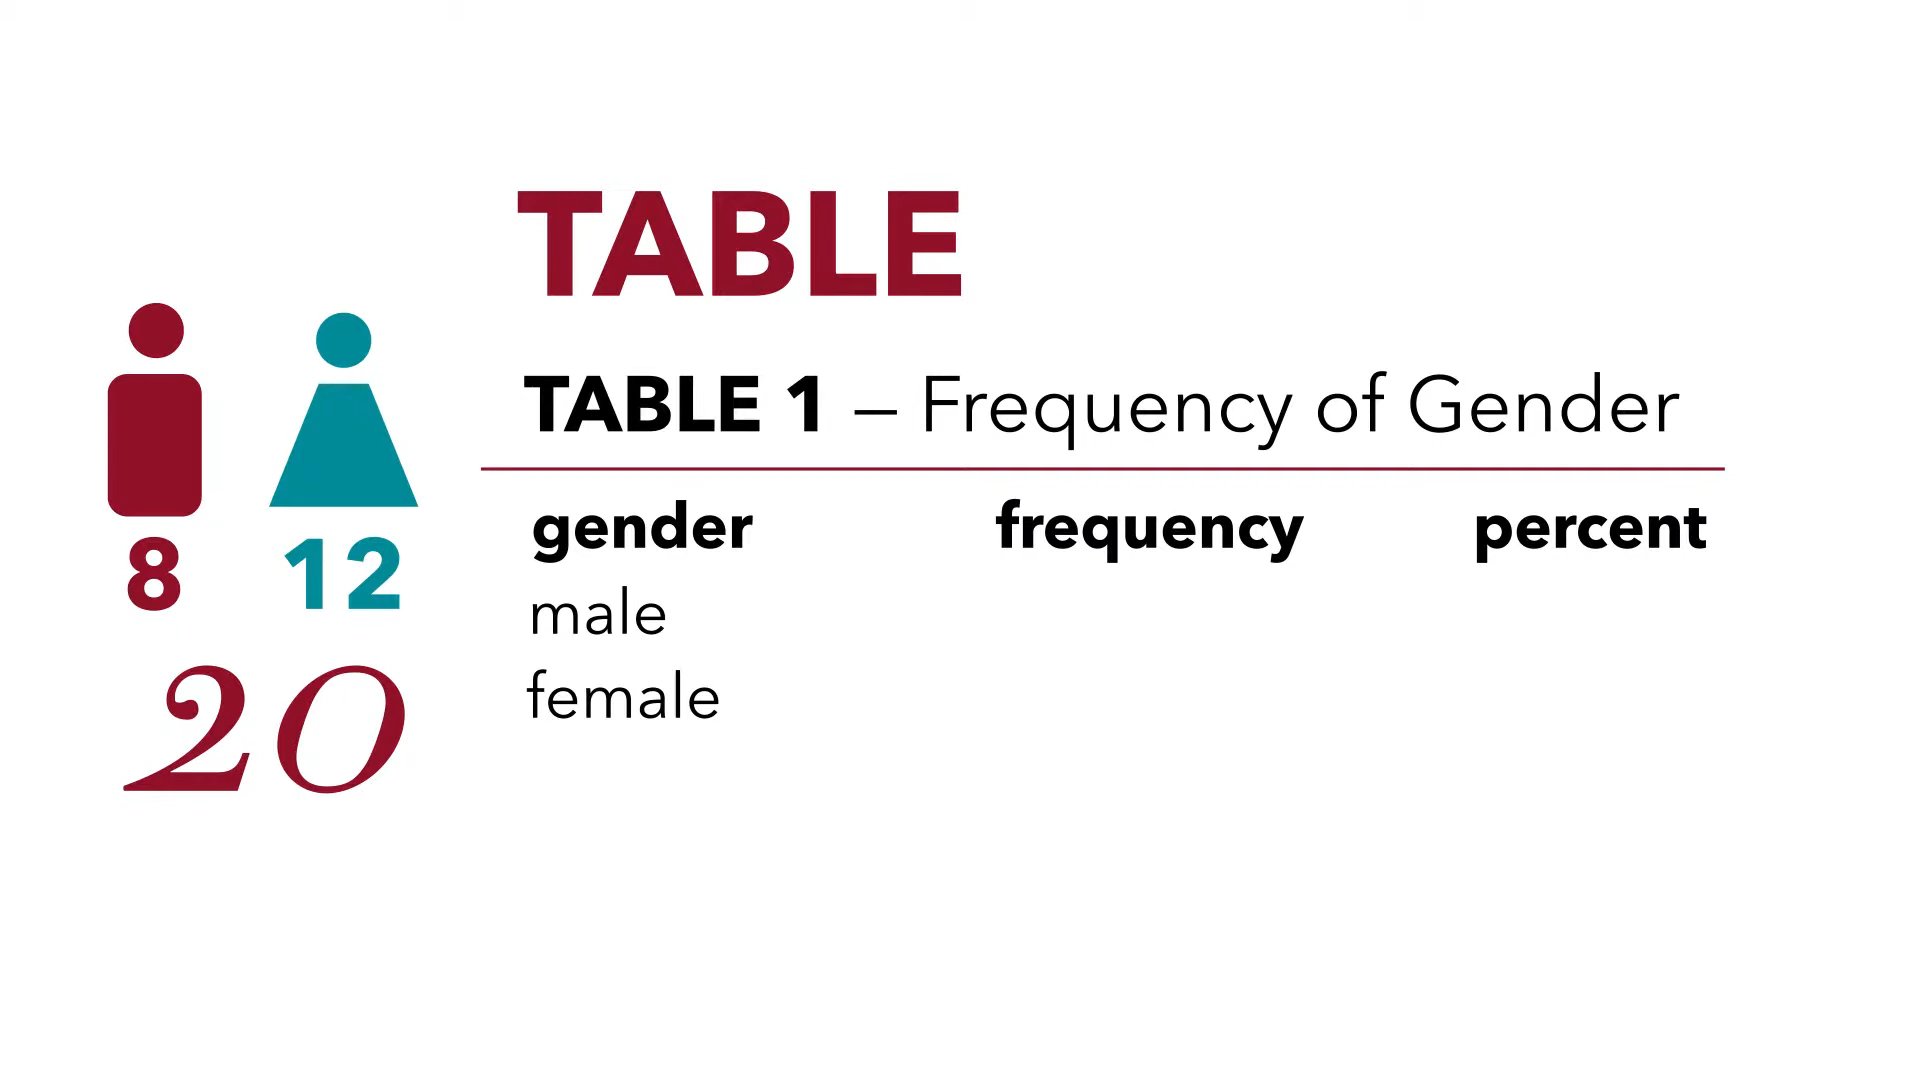 TABLE
TABLE 1 – Frequency of Gender
gender frequency percent
male
female
8 12
20